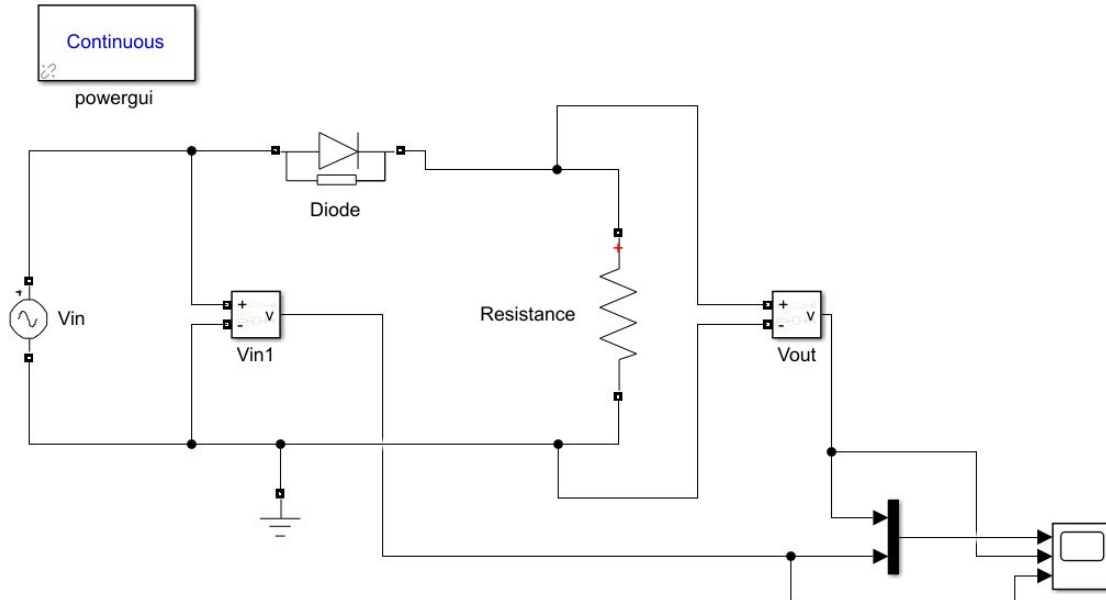 Continuous
powergui
Diode
Vin
+
-
v
Vin1
Resistance
+
+
-
v
Vout